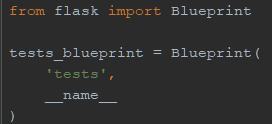 from flask import Blueprint
tests_blueprint = Blueprint(
    'tests',
    __name__
)